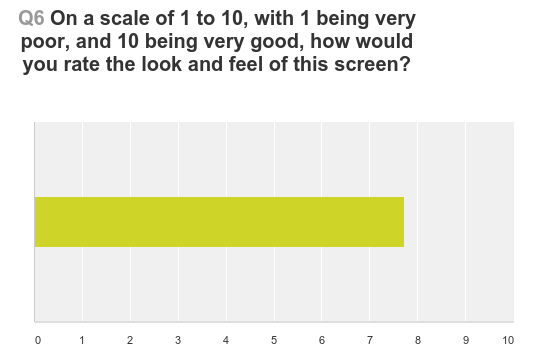 Q6 On a scale of 1 to 10, with 1 being very
poor, and 10 being very good, how would
you rate the look and feel of this screen?
0 1 2 3 4 5 6 7 8 9 10